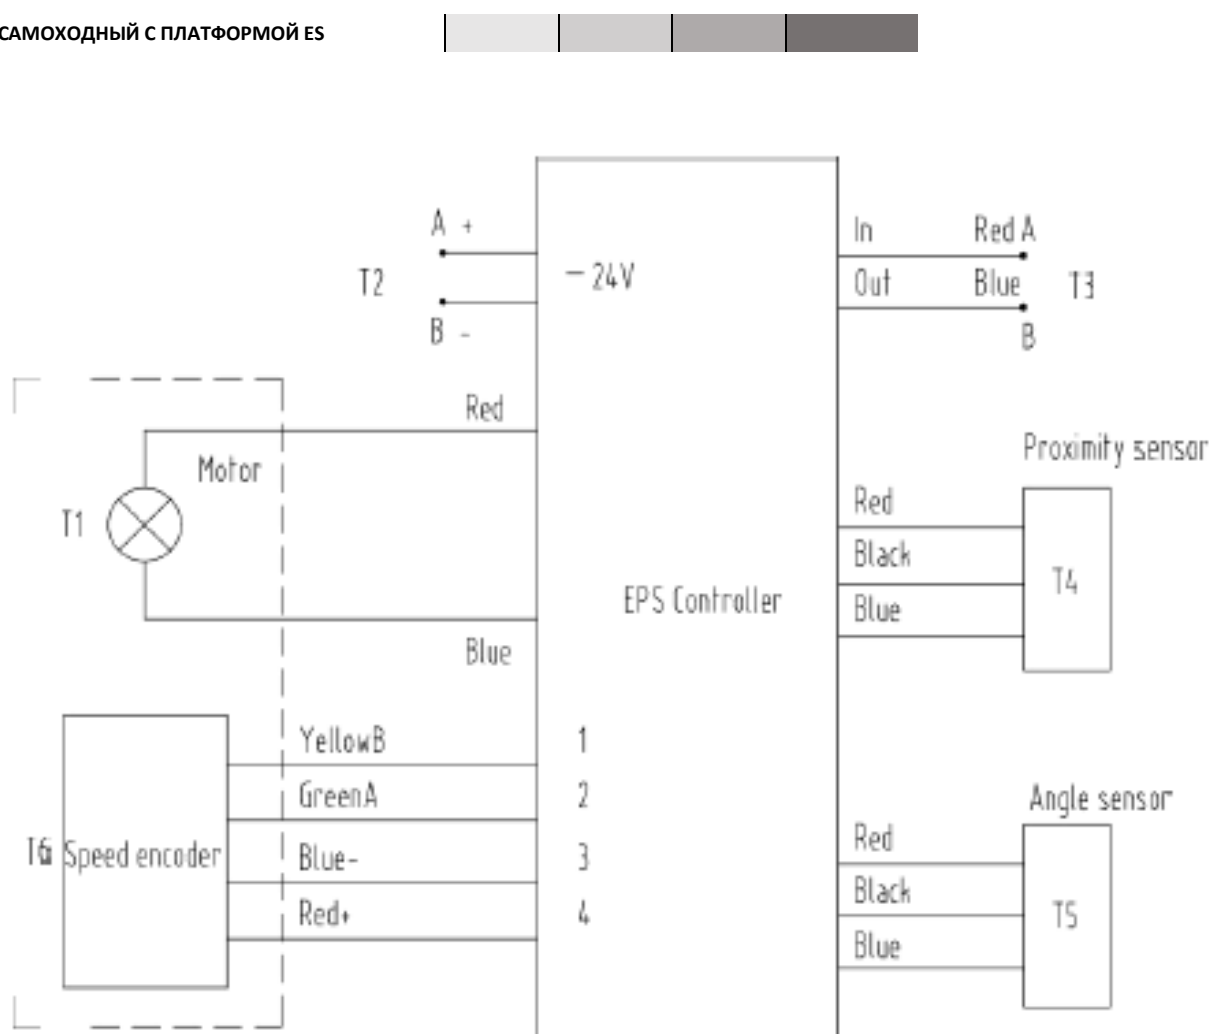 САМОХОДНЫЙ С ПЛАТФОРМОЙ ES
A +
T2
− 24V
B -
In Red A
Out Blue T3
B
Red
Motor
T1
Blue
EPS Controller
Proximity sensor
Red
Black
T4
Blue
YellowB 1
GreenA 2
Speed encoder
Blue- 3
Red+ 4
Angle sensor
Red
Black
T5
Blue